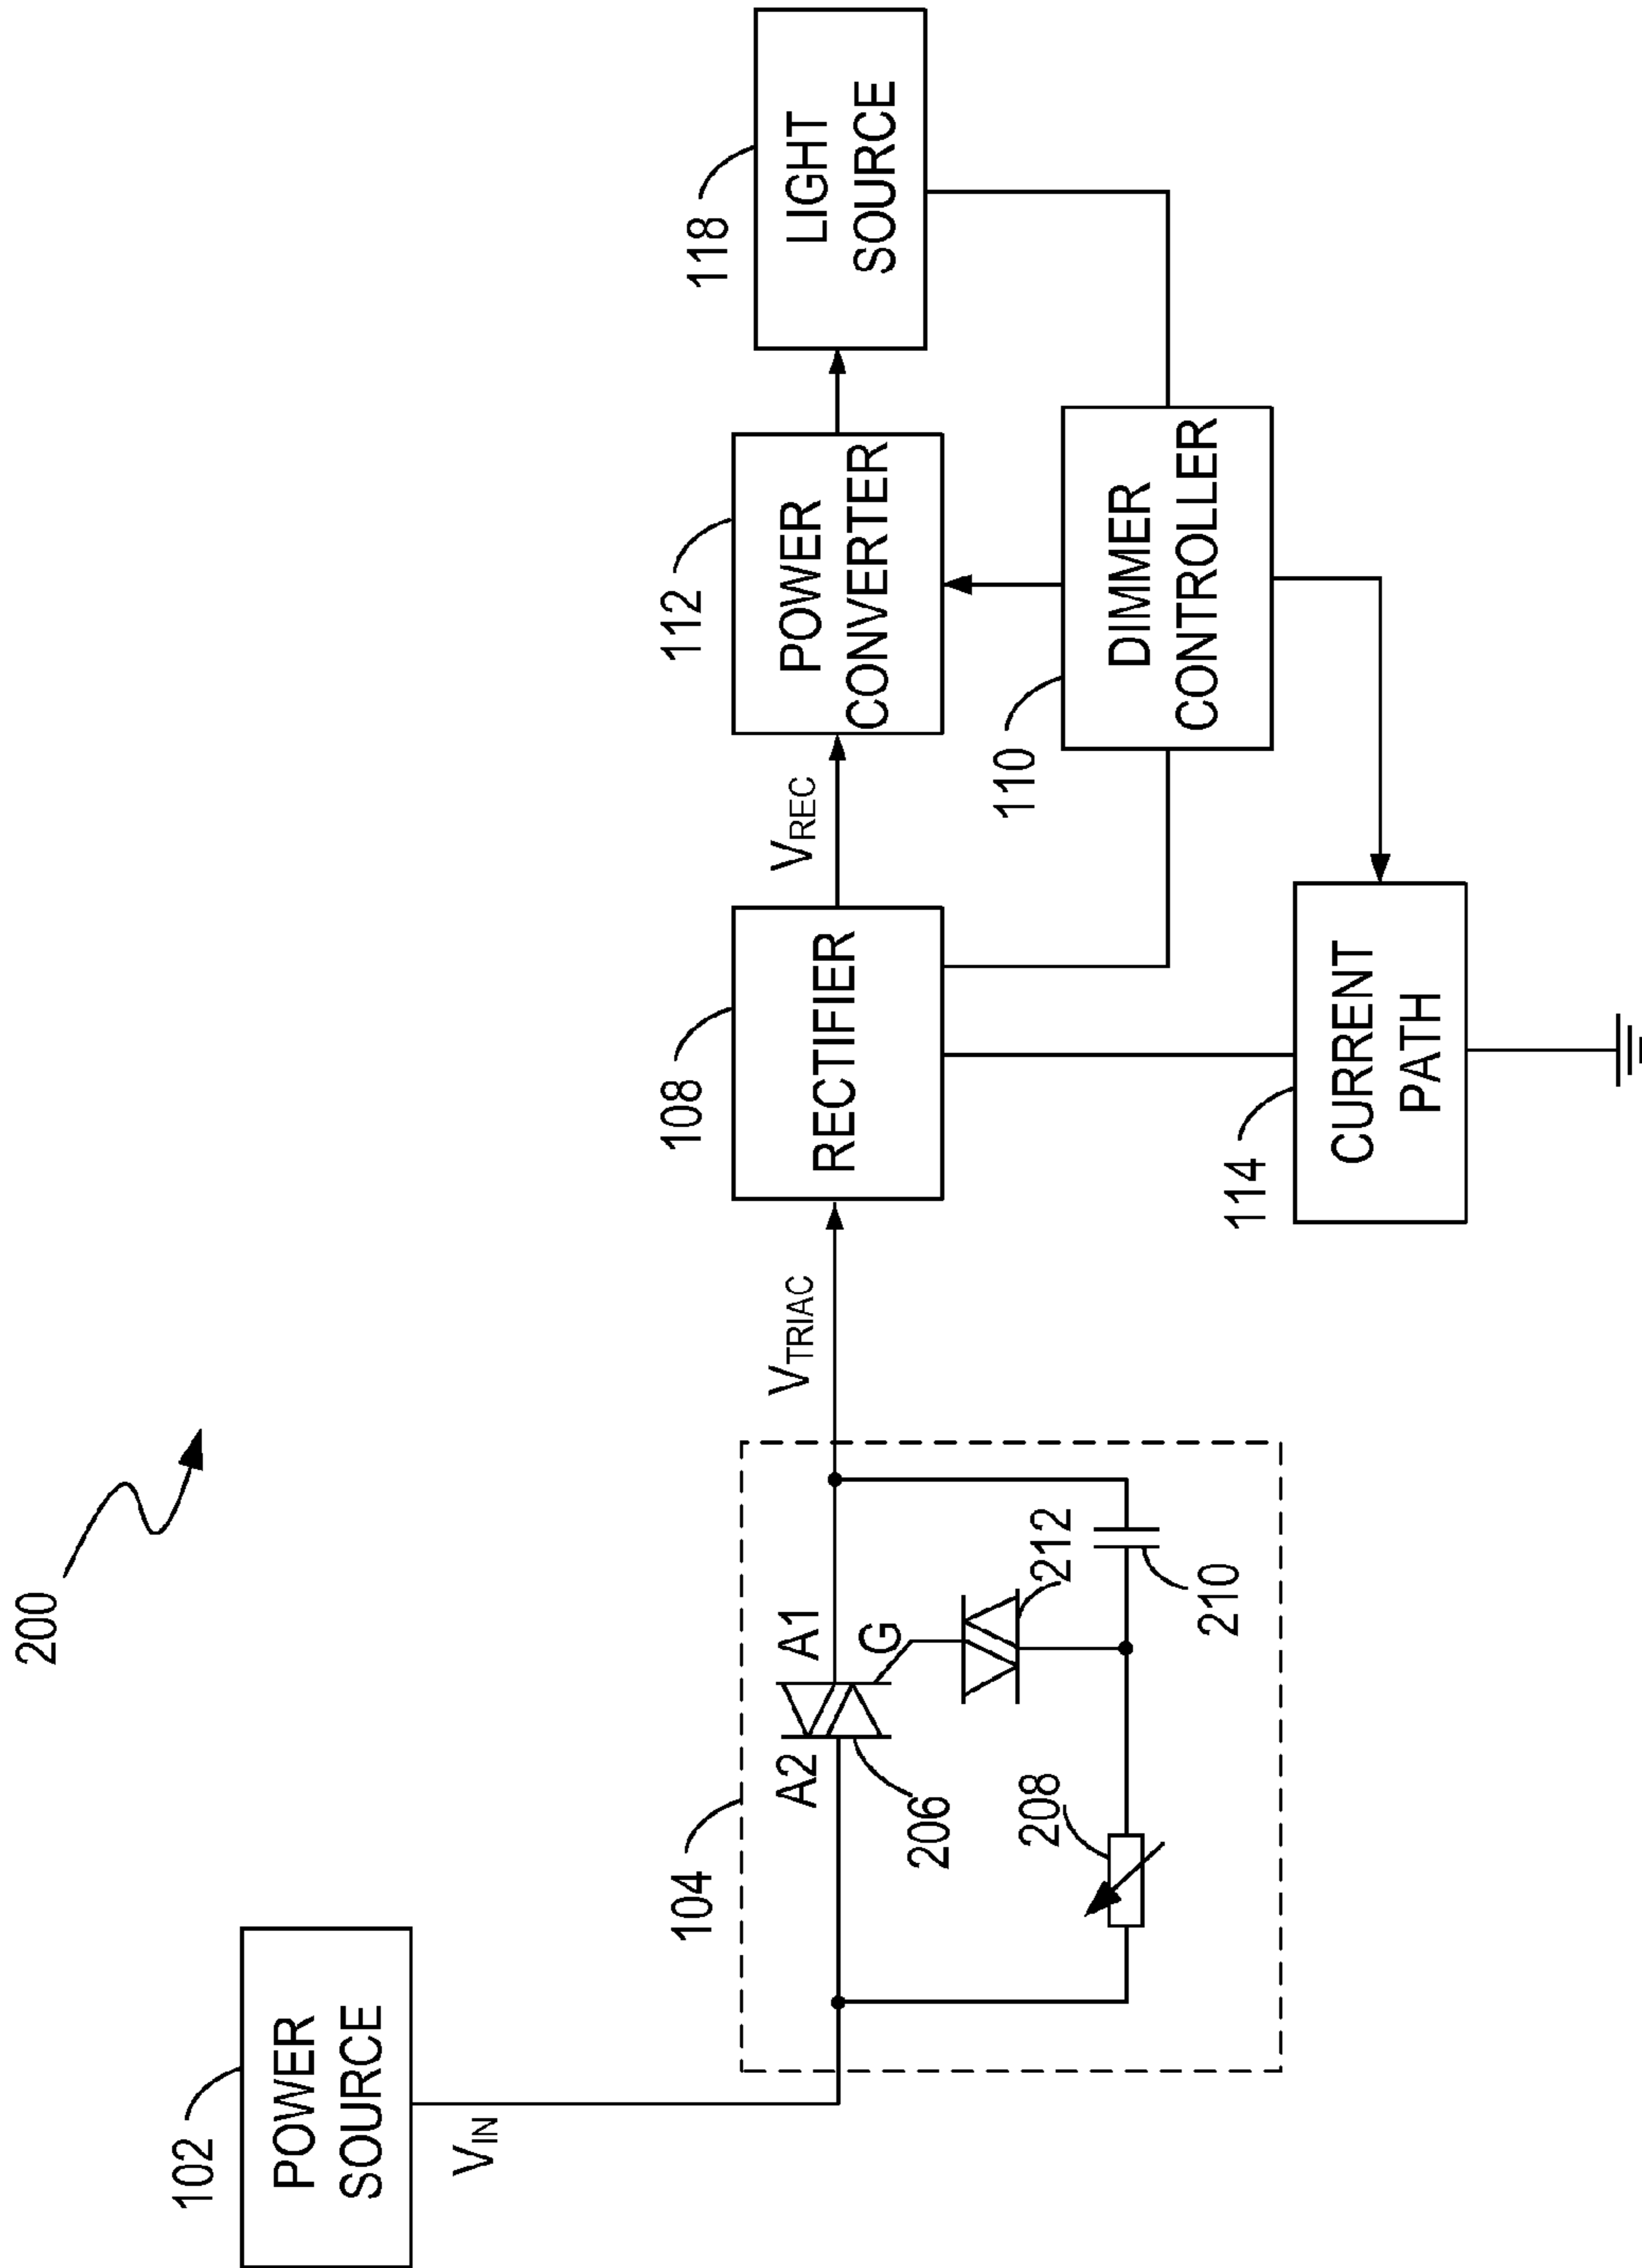 200
102
POWER
SOURCE
V_IN
104
A2
A1
G
206
208
212
210
V_TRIAC
108
RECTIFIER
V_REC
112
POWER
CONVERTER
118
LIGHT
SOURCE
110
DIMMER
CONTROLLER
114
CURRENT
PATH